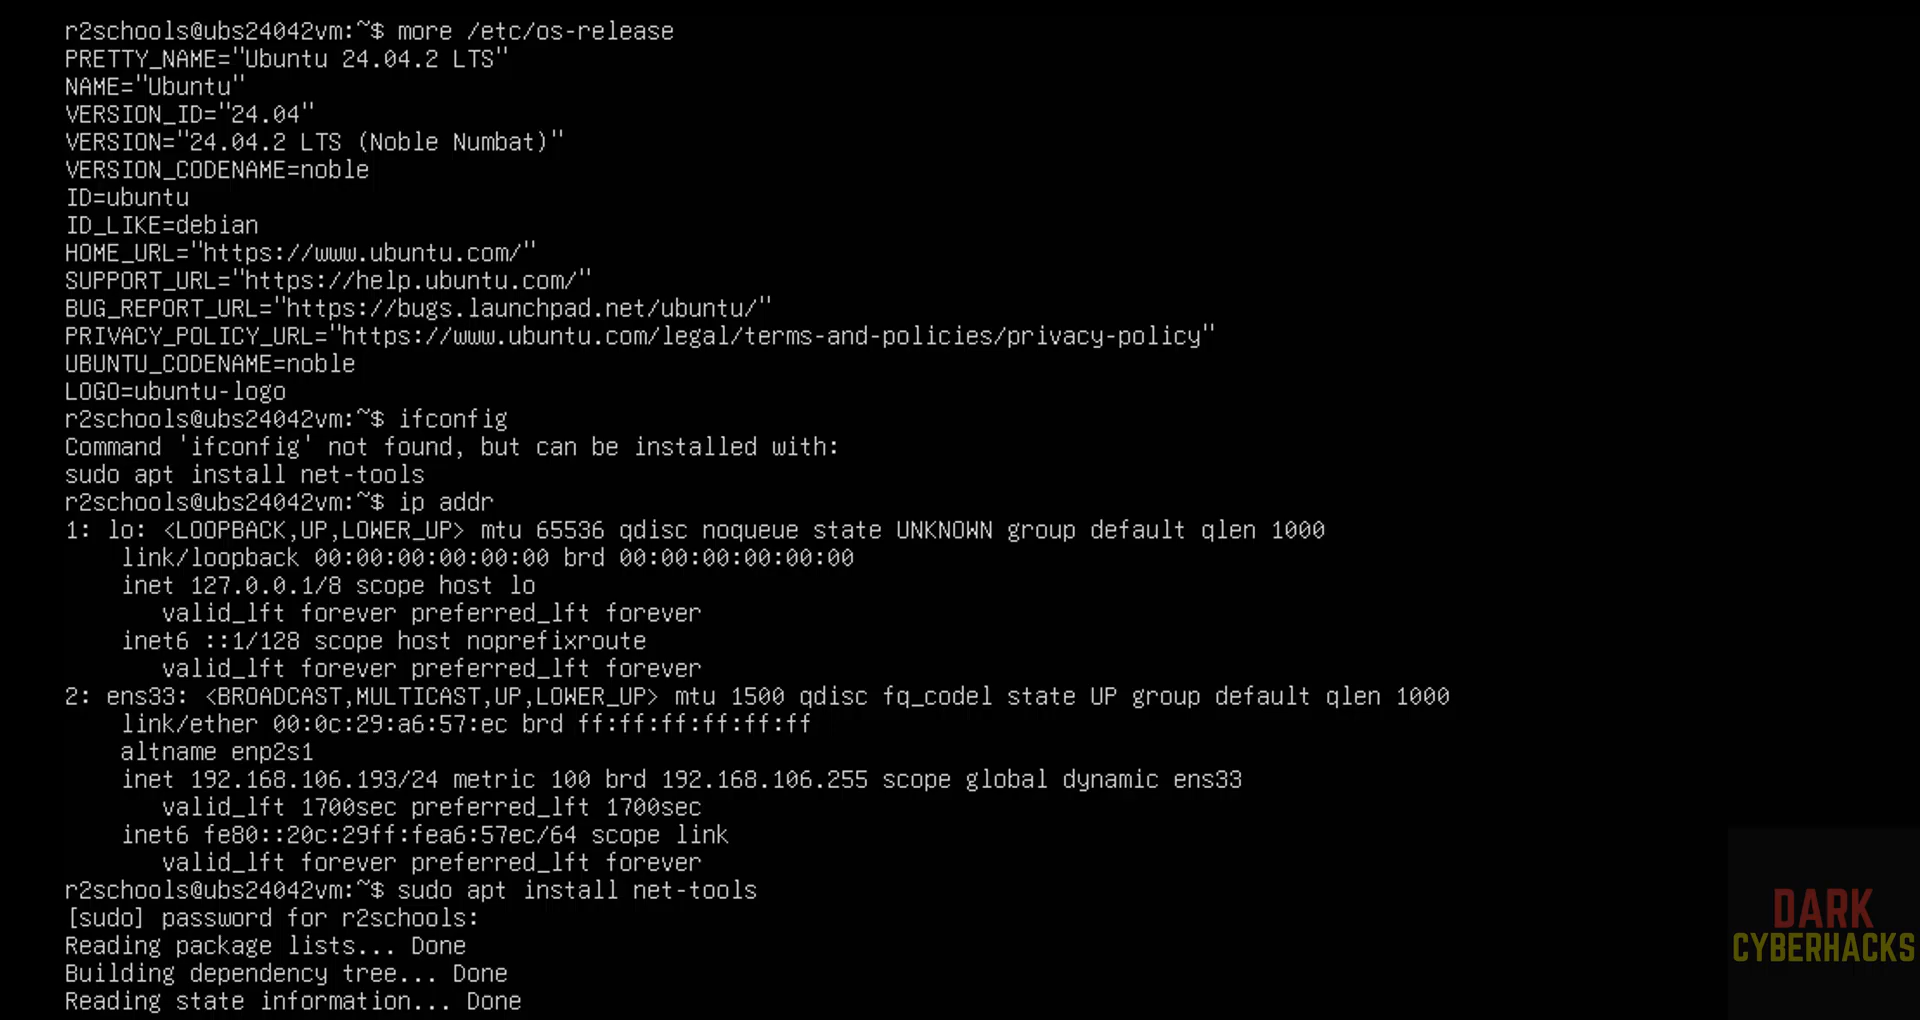 r2schools@ubs24042vm:~$ more /etc/os-release
PRETTY_NAME="Ubuntu 24.04.2 LTS"
NAME="Ubuntu"
VERSION_ID="24.04"
VERSION="24.04.2 LTS (Noble Numbat)"
VERSION_CODENAME=noble
ID=ubuntu
ID_LIKE=debian
HOME_URL="https://www.ubuntu.com/"
SUPPORT_URL="https://help.ubuntu.com/"
BUG_REPORT_URL="https://bugs.launchpad.net/ubuntu/"
PRIVACY_POLICY_URL="https://www.ubuntu.com/legal/terms-and-policies/privacy-policy"
UBUNTU_CODENAME=noble
LOGO=ubuntu-logo
r2schools@ubs24042vm:~$ ifconfig
Command 'ifconfig' not found, but can be installed with:
sudo apt install net-tools
r2schools@ubs24042vm:~$ ip addr
1: lo: <LOOPBACK,UP,LOWER_UP> mtu 65536 qdisc noqueue state UNKNOWN group default qlen 1000
    link/loopback 00:00:00:00:00:00 brd 00:00:00:00:00:00
    inet 127.0.0.1/8 scope host lo
       valid_lft forever preferred_lft forever
    inet6 ::1/128 scope host noprefixroute
       valid_lft forever preferred_lft forever
2: ens33: <BROADCAST,MULTICAST,UP,LOWER_UP> mtu 1500 qdisc fq_codel state UP group default qlen 1000
    link/ether 00:0c:29:a6:57:ec brd ff:ff:ff:ff:ff:ff
    altname enp2s1
    inet 192.168.106.193/24 metric 100 brd 192.168.106.255 scope global dynamic ens33
       valid_lft 1700sec preferred_lft 1700sec
    inet6 fe80::20c:29ff:fea6:57ec/64 scope link
       valid_lft forever preferred_lft forever
r2schools@ubs24042vm:~$ sudo apt install net-tools
[sudo] password for r2schools:
Reading package lists... Done
Building dependency tree... Done
Reading state information... Done
DARK
CYBERHACKS